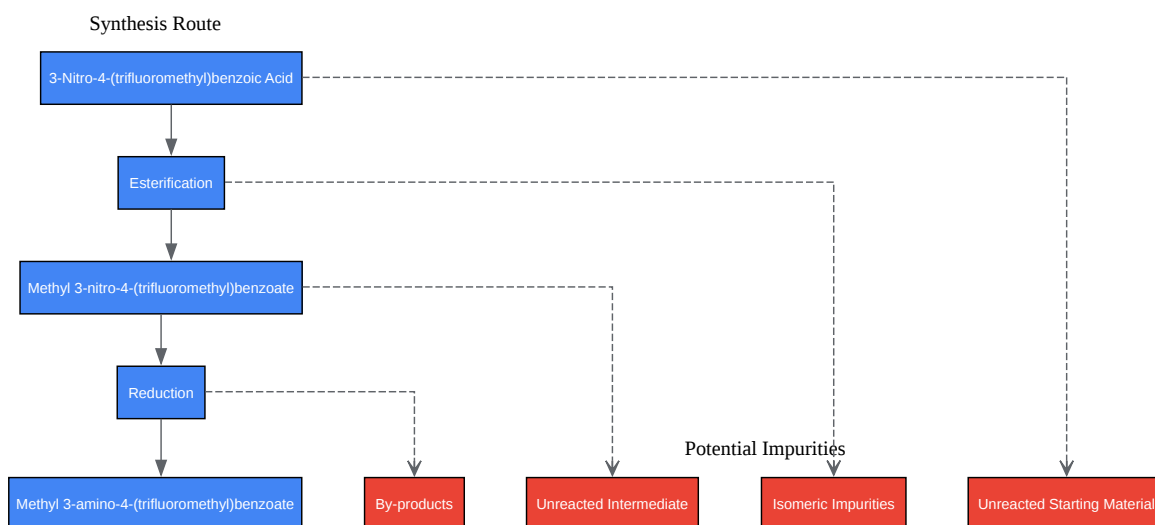 Synthesis Route
3-Nitro-4-(trifluoromethyl)benzoic Acid
Esterification
Methyl 3-nitro-4-(trifluoromethyl)benzoate
Reduction
Potential Impurities
Methyl 3-amino-4-(trifluoromethyl)benzoate
By-products
Unreacted Intermediate
Isomeric Impurities
Unreacted Starting Material